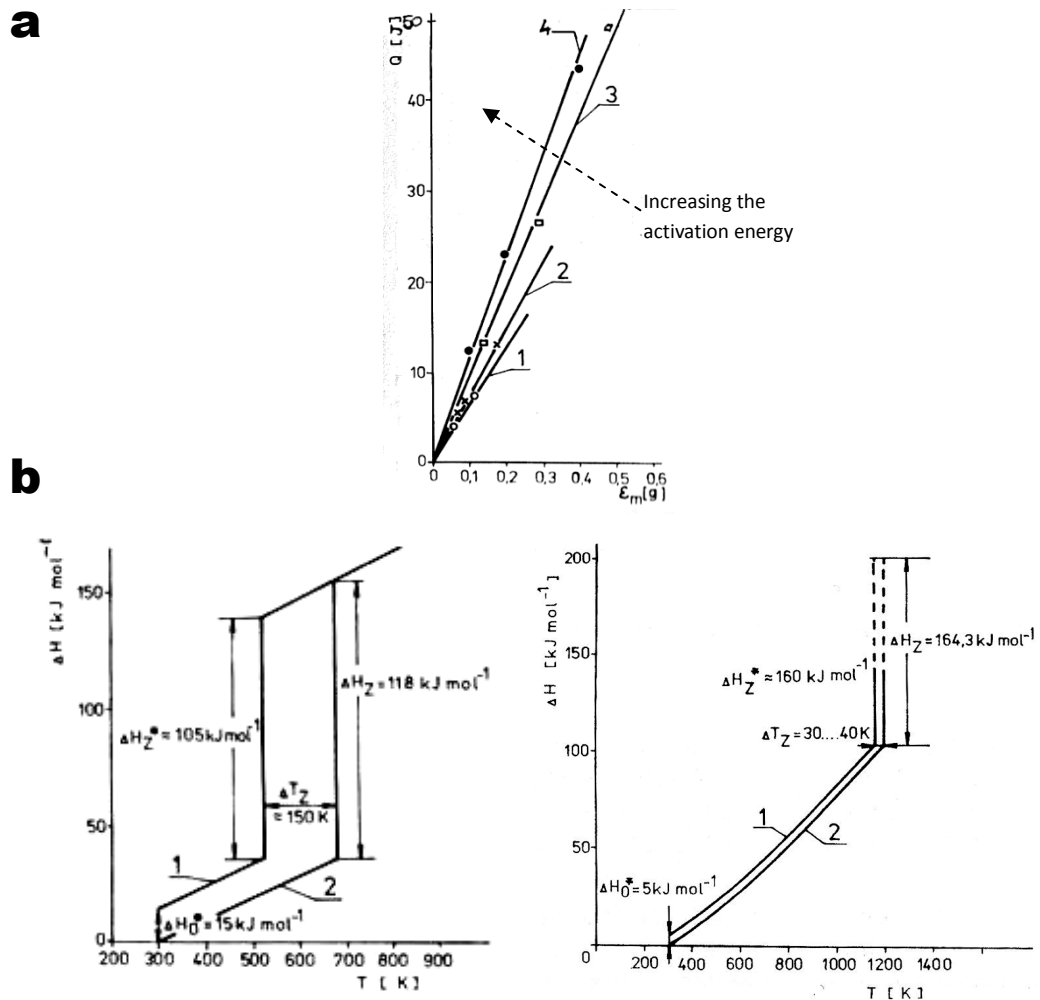 a
Q [J]
50
40
30
20
10
0
4
a
3
2
1
Increasing the
activation energy
0 0,1 0,2 0,3 0,4 0,5 0,6
εm[g]
b
ΔH [kJ mol⁻¹]
150
100
50
0
ΔHZ* ≈ 105 kJ mol⁻¹
ΔHZ = 118 kJ mol⁻¹
ΔTZ
≈ 150 K
1
2
ΔH0* = 15 kJ mol⁻¹
200 300 400 500 600 700 800 900
T [ K ]
ΔH [kJ mol⁻¹]
200
150
100
50
0
ΔHZ = 164,3 kJ mol⁻¹
ΔHZ* ≈ 160 kJ mol⁻¹
ΔTZ = 30....40K
1
2
ΔH0* = 5 kJ mol⁻¹
200 400 600 800 1000 1200 1400
T [ K ]